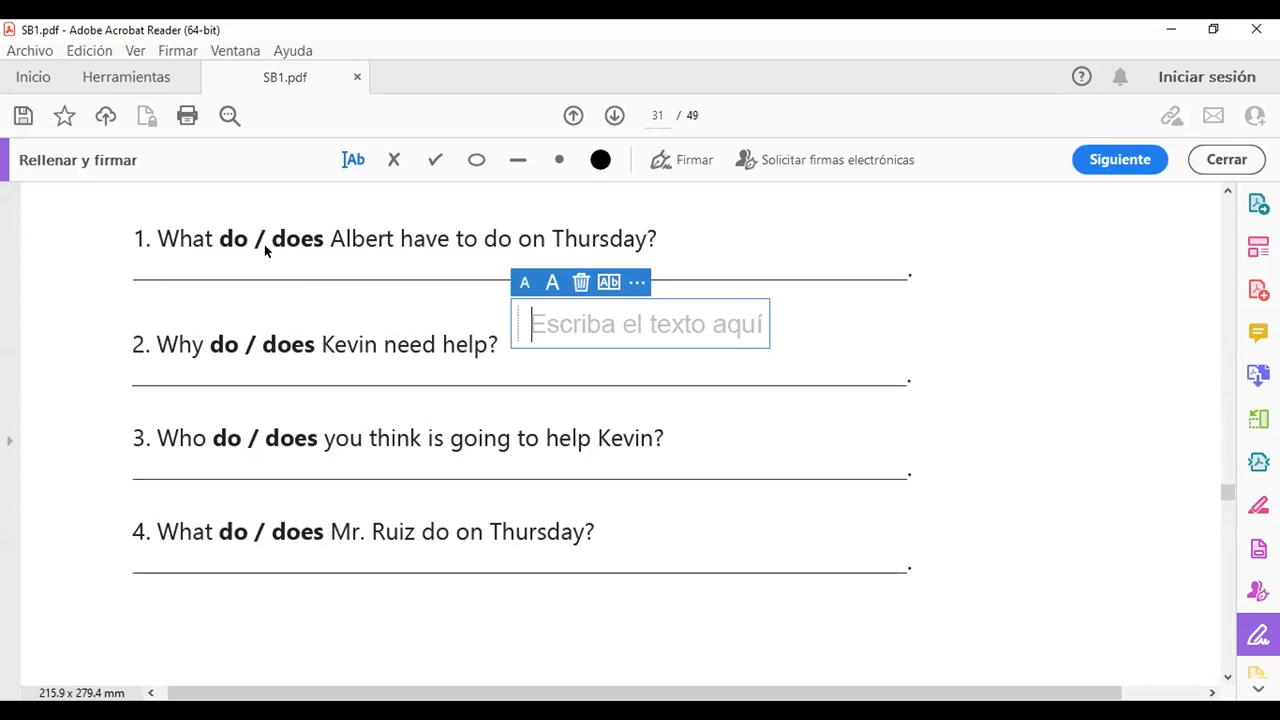 SB1.pdf - Adobe Acrobat Reader (64-bit)
Archivo Edición Ver Firmar Ventana Ayuda
Inicio Herramientas SB1.pdf × Iniciar sesión
31 / 49
Rellenar y firmar Ab Firmar Solicitar firmas electrónicas Siguiente Cerrar
1. What do / does Albert have to do on Thursday?
.
A A Ab ...
Escriba el texto aquí
2. Why do / does Kevin need help?
.
3. Who do / does you think is going to help Kevin?
.
4. What do / does Mr. Ruiz do on Thursday?
.
215.9 x 279.4 mm